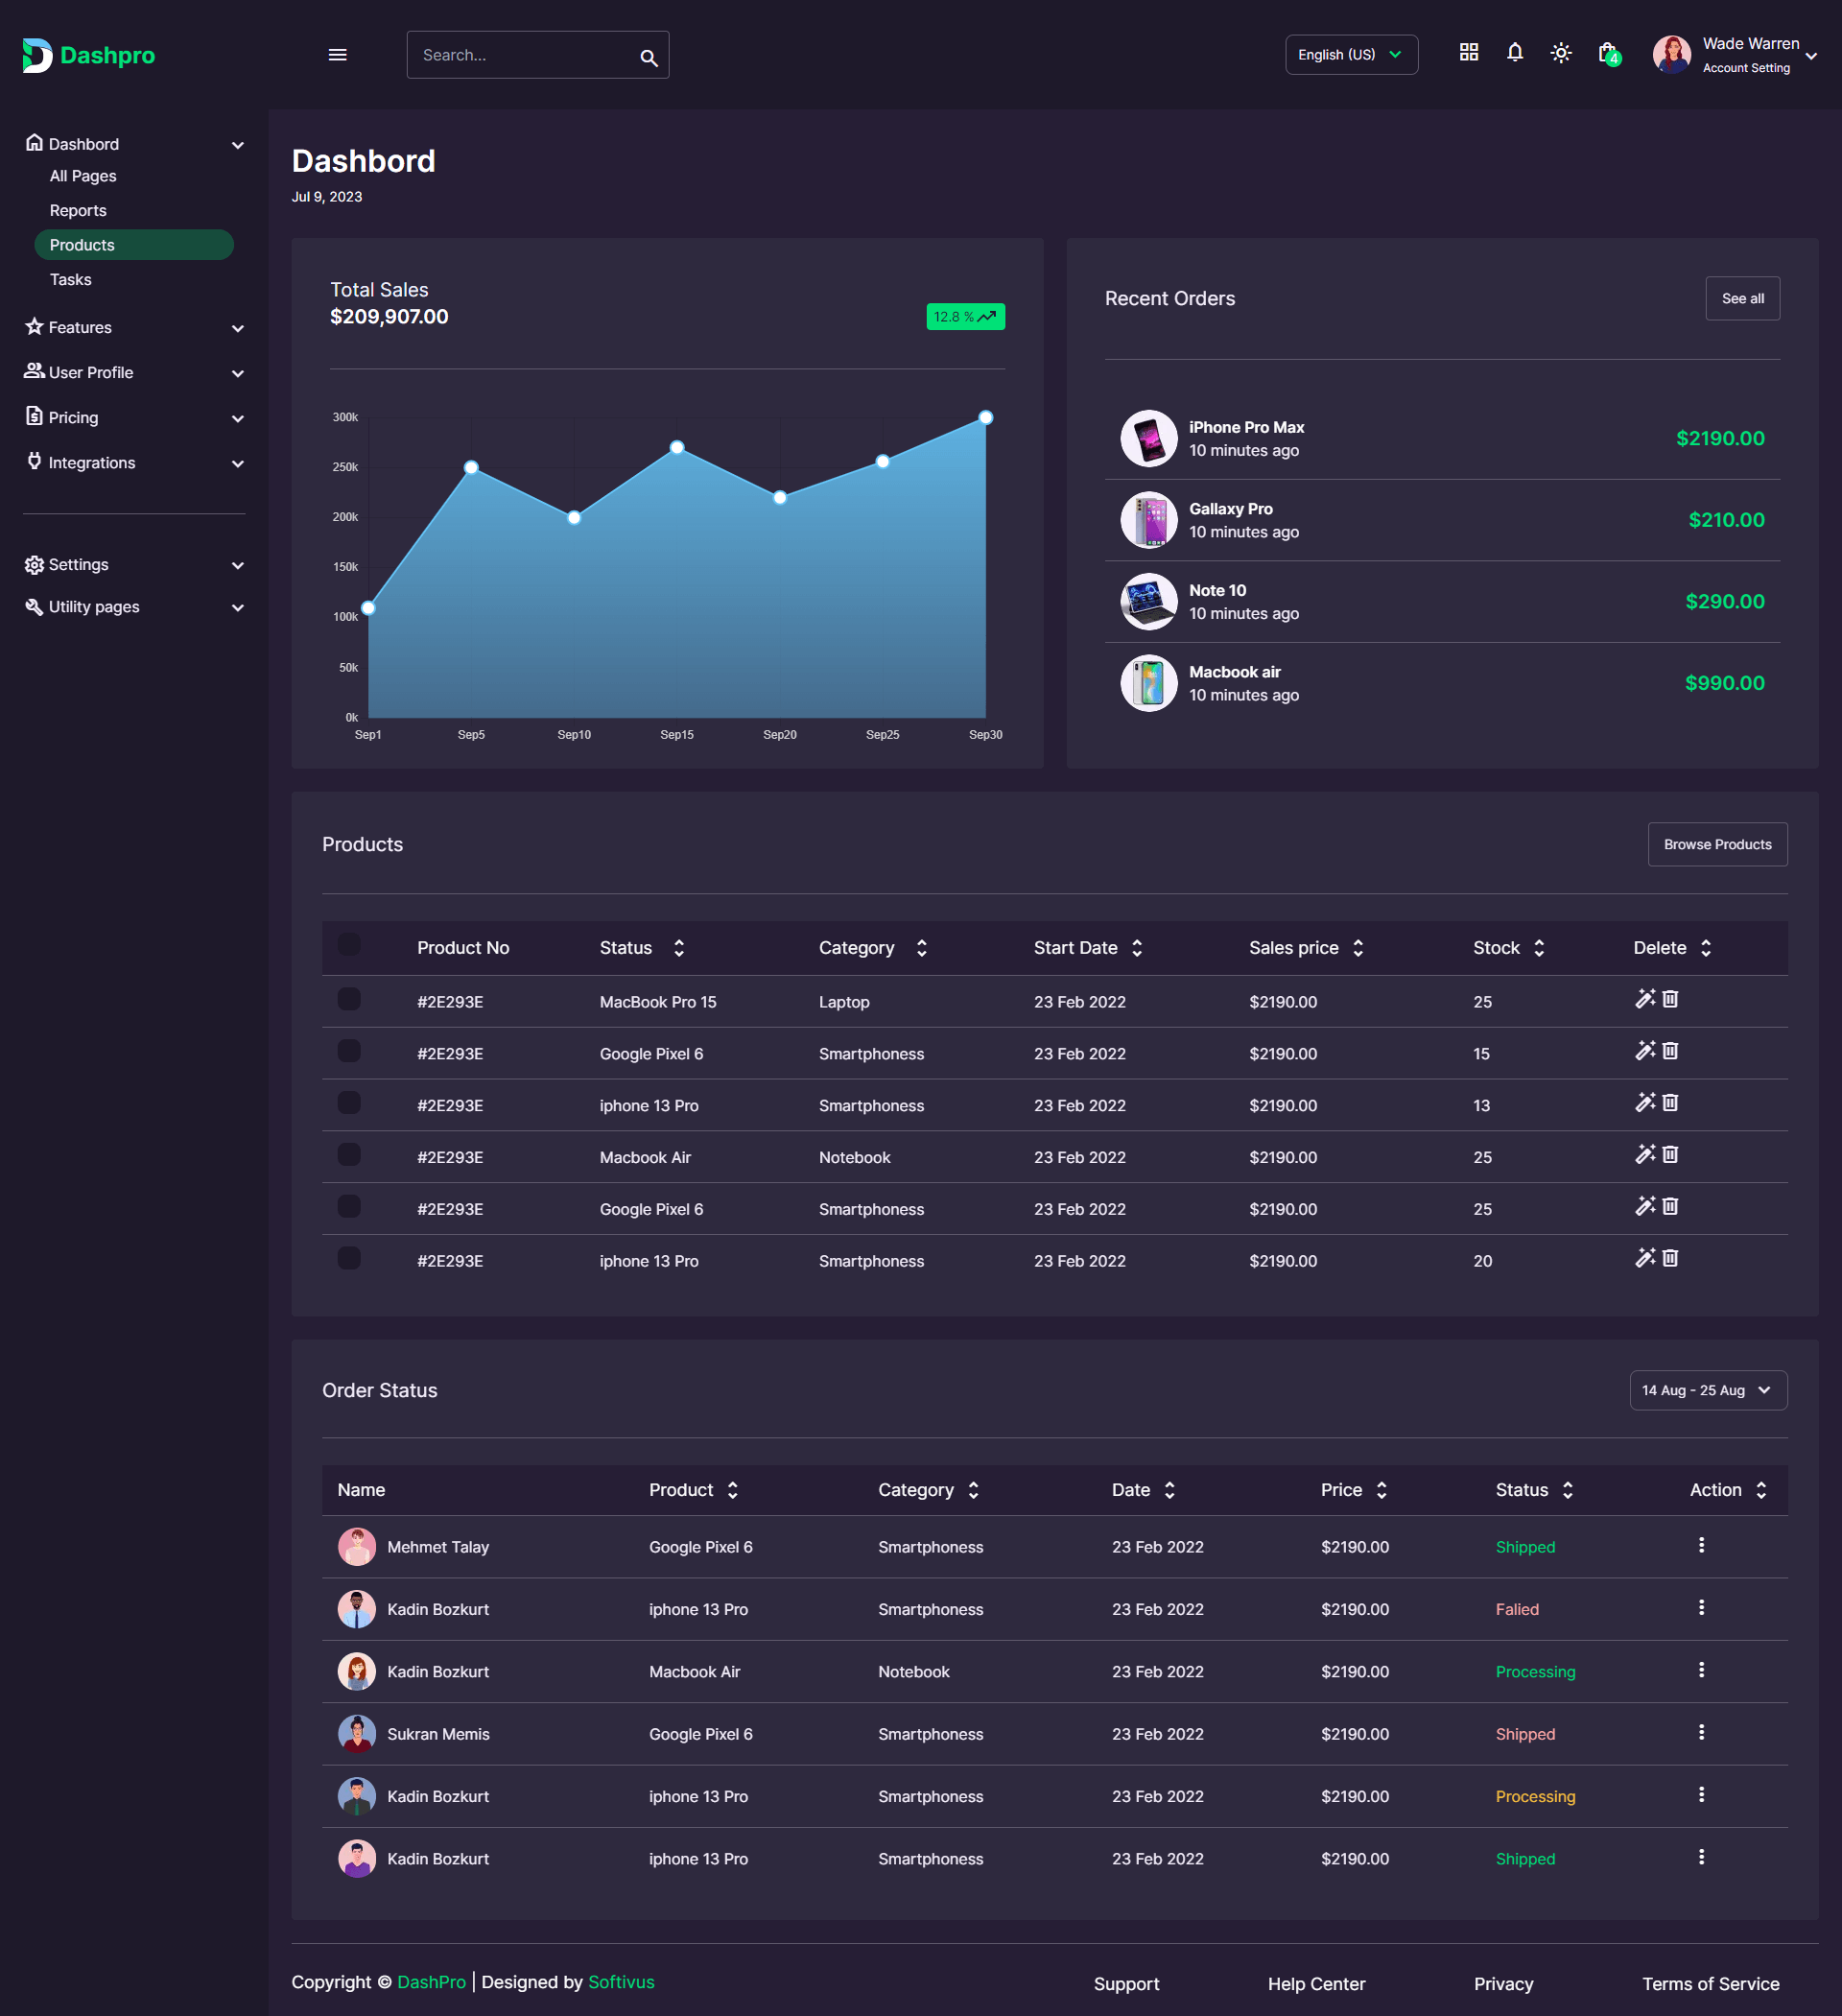 Dashpro
Search...
English (US)
4
Wade Warren
Account Setting
Dashbord
All Pages
Reports
Products
Tasks
Features
User Profile
Pricing
Integrations
Settings
Utility pages
Dashbord
Jul 9, 2023
Total Sales
$209,907.00
12.8 %
300k
250k
200k
150k
100k
50k
0k
Sep1 Sep5 Sep10 Sep15 Sep20 Sep25 Sep30
Recent Orders
See all
iPhone Pro Max
10 minutes ago
$2190.00
Gallaxy Pro
10 minutes ago
$210.00
Note 10
10 minutes ago
$290.00
Macbook air
10 minutes ago
$990.00
Products
Browse Products
Product No Status Category Start Date Sales price Stock Delete
#2E293E MacBook Pro 15 Laptop 23 Feb 2022 $2190.00 25
#2E293E Google Pixel 6 Smartphoness 23 Feb 2022 $2190.00 15
#2E293E iphone 13 Pro Smartphoness 23 Feb 2022 $2190.00 13
#2E293E Macbook Air Notebook 23 Feb 2022 $2190.00 25
#2E293E Google Pixel 6 Smartphoness 23 Feb 2022 $2190.00 25
#2E293E iphone 13 Pro Smartphoness 23 Feb 2022 $2190.00 20
Order Status
14 Aug - 25 Aug
Name Product Category Date Price Status Action
Mehmet Talay Google Pixel 6 Smartphoness 23 Feb 2022 $2190.00 Shipped
Kadin Bozkurt iphone 13 Pro Smartphoness 23 Feb 2022 $2190.00 Falied
Kadin Bozkurt Macbook Air Notebook 23 Feb 2022 $2190.00 Processing
Sukran Memis Google Pixel 6 Smartphoness 23 Feb 2022 $2190.00 Shipped
Kadin Bozkurt iphone 13 Pro Smartphoness 23 Feb 2022 $2190.00 Processing
Kadin Bozkurt iphone 13 Pro Smartphoness 23 Feb 2022 $2190.00 Shipped
Copyright © DashPro | Designed by Softivus
Support Help Center Privacy Terms of Service